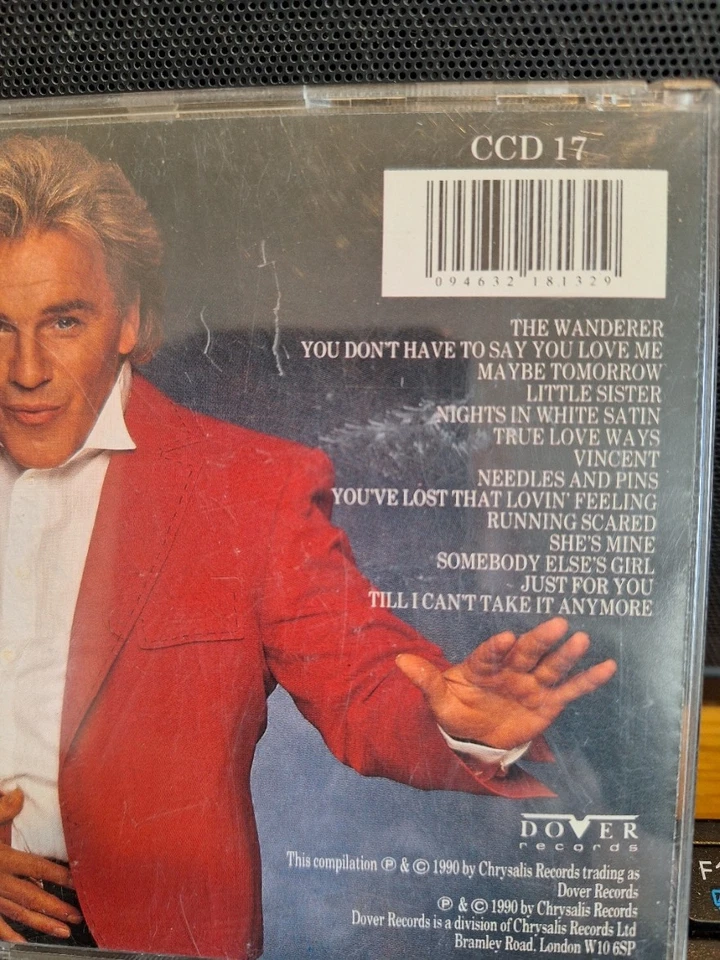 CCD 17
094632 181329
THE WANDERER
YOU DON'T HAVE TO SAY YOU LOVE ME
MAYBE TOMORROW
LITTLE SISTER
NIGHTS IN WHITE SATIN
TRUE LOVE WAYS
VINCENT
NEEDLES AND PINS
YOU'VE LOST THAT LOVIN' FEELING
RUNNING SCARED
SHE'S MINE
SOMEBODY ELSE'S GIRL
JUST FOR YOU
TILL I CAN'T TAKE IT ANYMORE
DOVER
records
This compilation ℗ & © 1990 by Chrysalis Records trading as
Dover Records
℗ & © 1990 by Chrysalis Records
Dover Records is a division of Chrysalis Records Ltd
Bramley Road, London W10 6SP